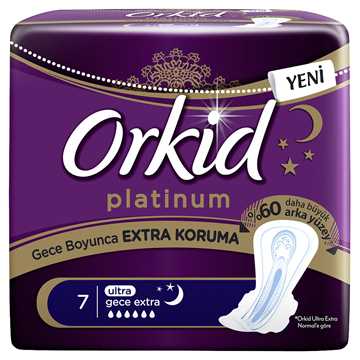 YENİ
Orkid
platinum
%60 daha büyük
arka yüzey*
Gece Boyunca EXTRA KORUMA
7 ultra
gece extra
*Orkid Ultra Extra
Normal'e göre